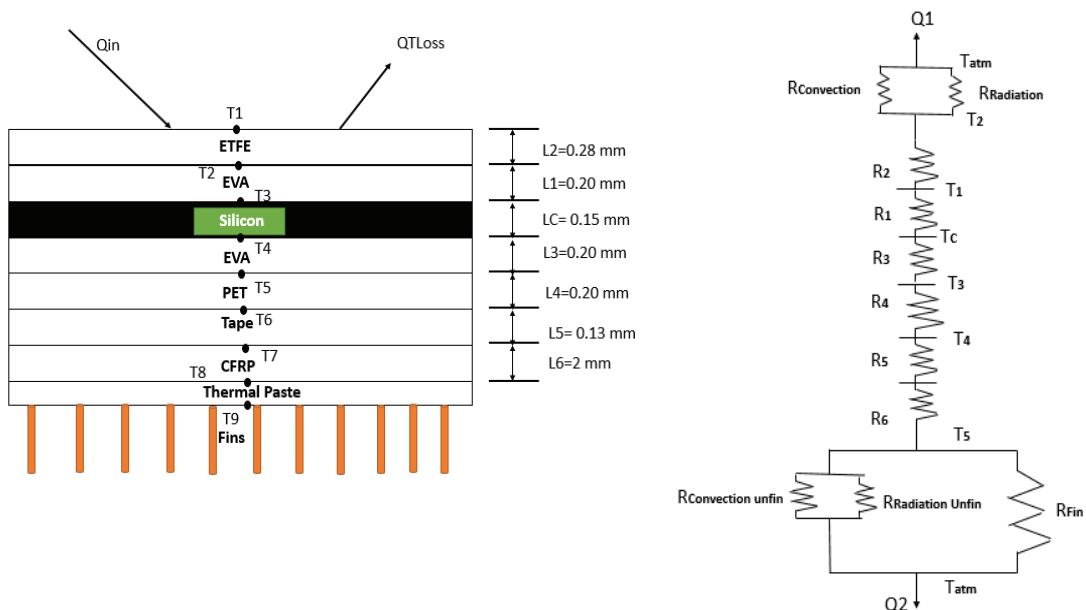 Qin
QTLoss
T1
ETFE
T2
EVA
T3
Silicon
T4
EVA
T5
PET
T6
Tape
T7
CFRP
T8
Thermal Paste
T9
Fins
L2=0.28 mm
L1=0.20 mm
LC= 0.15 mm
L3=0.20 mm
L4=0.20 mm
L5= 0.13 mm
L6=2 mm
Q1
Tatm
RConvection
RRadiation
T2
R2
T1
R1
TC
R3
T3
R4
T4
R5
R6
T5
RConvection unfin
RRadiation Unfin
RFin
Tatm
Q2